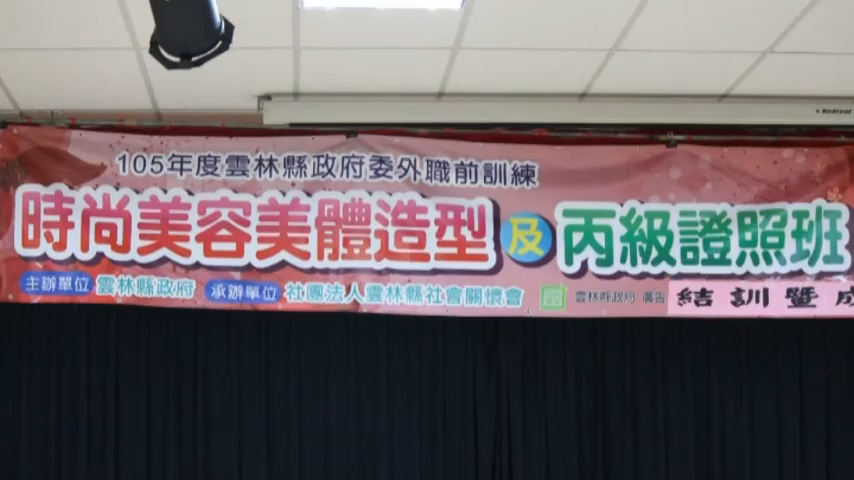 105年度雲林縣政府委外職前訓練
時尚美容美體造型及丙級證照班
主辦單位 雲林縣政府 承辦單位 社團法人雲林縣社會關懷會 雲林縣政府 廣告 結訓暨成